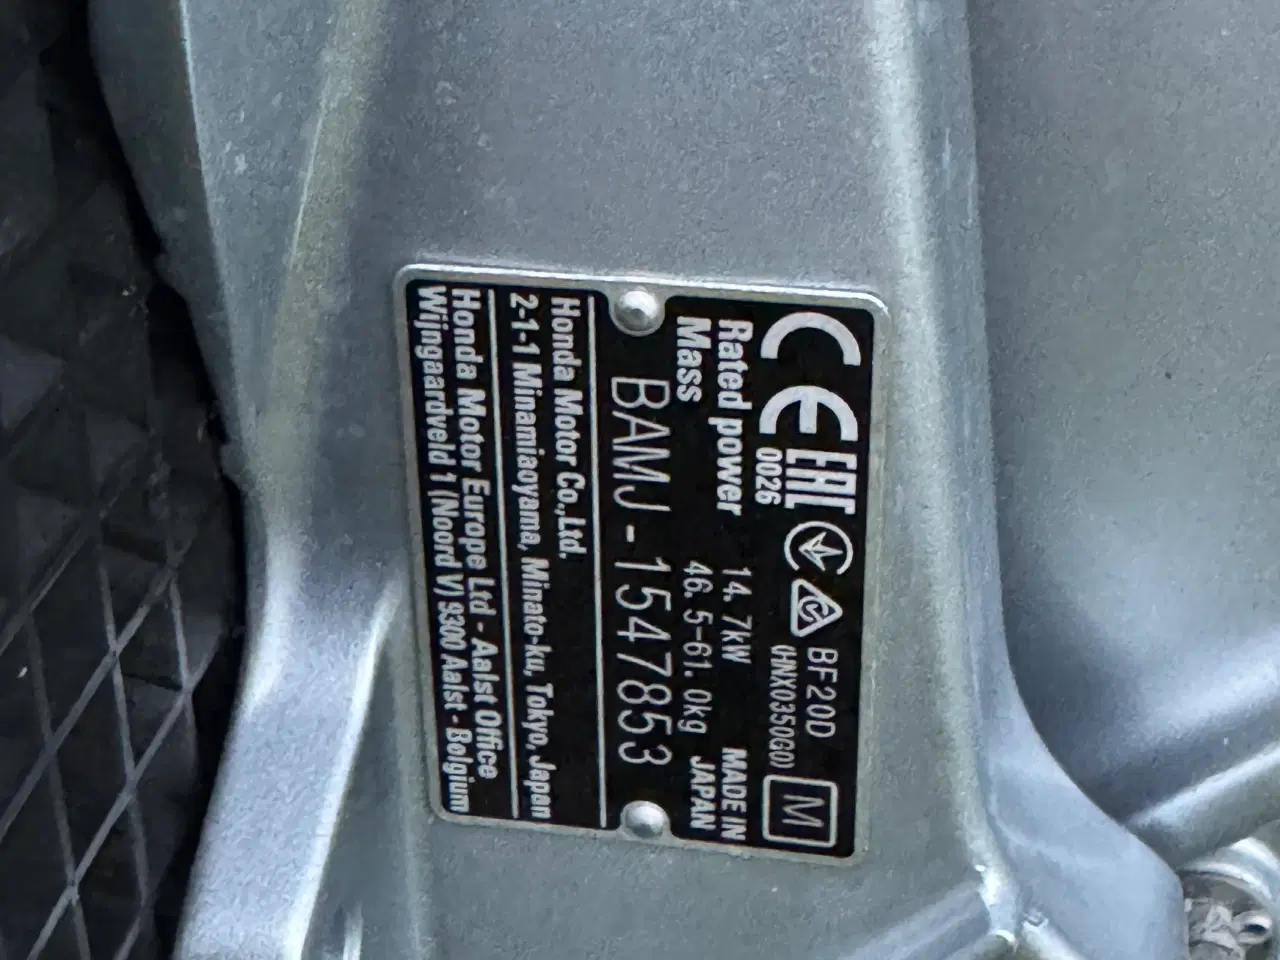 CE EAC BF20D M
0026 (HNX0350G0)
Rated power 14.7kW MADE IN
Mass 46.5-61.0kg JAPAN
BAMJ-1547853
Honda Motor Co.,Ltd.
2-1-1 Minamiaoyama, Minato-ku, Tokyo, Japan
Honda Motor Europe Ltd - Aalst Office
Wijngaardveld 1 (Noord V) 9300 Aalst - Belgium